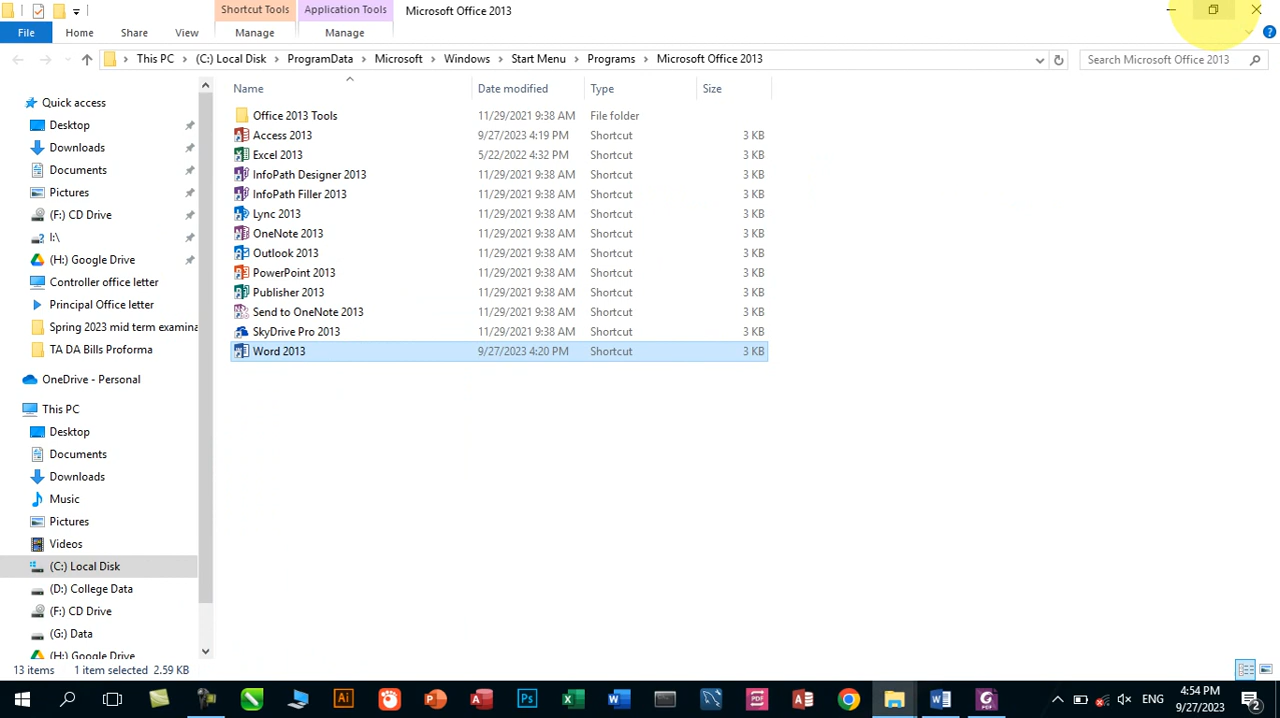 Shortcut Tools Application Tools Microsoft Office 2013
File Home Share View Manage Manage
This PC (C:) Local Disk ProgramData Microsoft Windows Start Menu Programs Microsoft Office 2013 Search Microsoft Office 2013
Name Date modified Type Size
Quick access
Desktop
Downloads
Documents
Pictures
(F:) CD Drive
I:\
(H:) Google Drive
Controller office letter
Principal Office letter
Spring 2023 mid term examina
TA DA Bills Proforma
OneDrive - Personal
This PC
Desktop
Documents
Downloads
Music
Pictures
Videos
(C:) Local Disk
(D:) College Data
(F:) CD Drive
(G:) Data
(H:) Google Drive
Office 2013 Tools 11/29/2021 9:38 AM File folder
Access 2013 9/27/2023 4:19 PM Shortcut 3 KB
Excel 2013 5/22/2022 4:32 PM Shortcut 3 KB
InfoPath Designer 2013 11/29/2021 9:38 AM Shortcut 3 KB
InfoPath Filler 2013 11/29/2021 9:38 AM Shortcut 3 KB
Lync 2013 11/29/2021 9:38 AM Shortcut 3 KB
OneNote 2013 11/29/2021 9:38 AM Shortcut 3 KB
Outlook 2013 11/29/2021 9:38 AM Shortcut 3 KB
PowerPoint 2013 11/29/2021 9:38 AM Shortcut 3 KB
Publisher 2013 11/29/2021 9:38 AM Shortcut 3 KB
Send to OneNote 2013 11/29/2021 9:38 AM Shortcut 3 KB
SkyDrive Pro 2013 11/29/2021 9:38 AM Shortcut 3 KB
Word 2013 9/27/2023 4:20 PM Shortcut 3 KB
13 items 1 item selected 2.59 KB
ENG 4:54 PM
9/27/2023
2